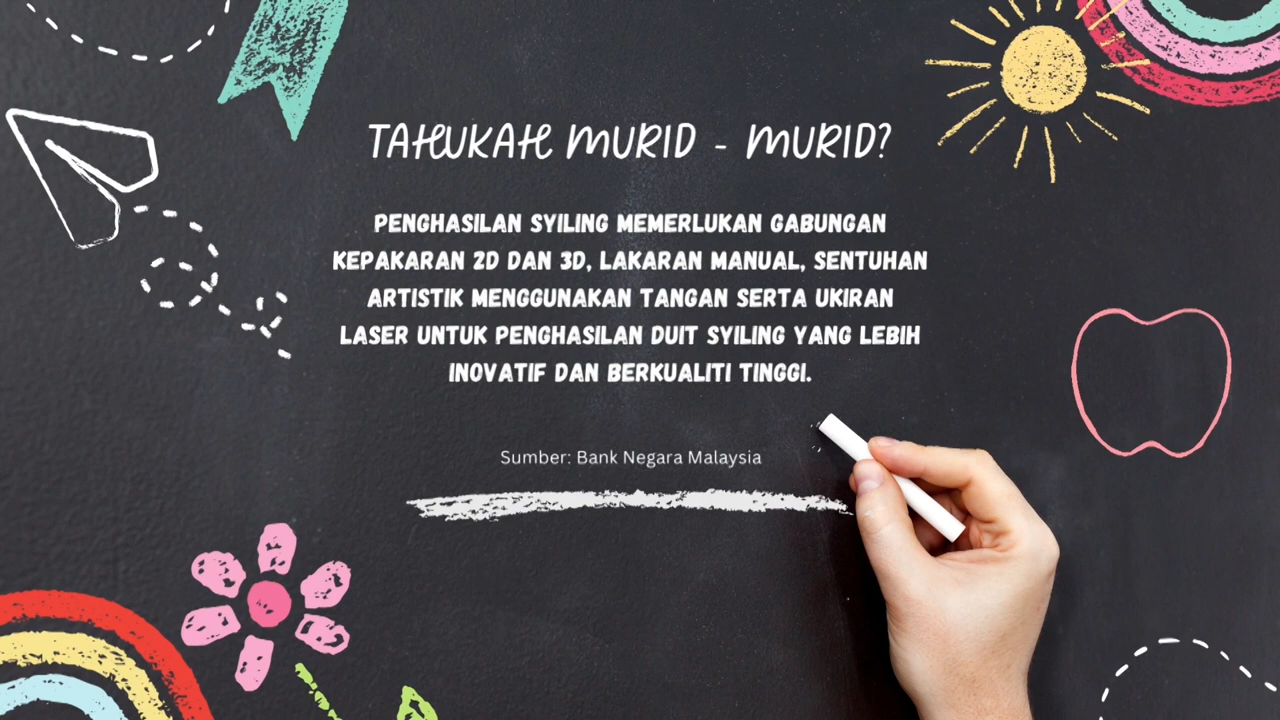 TAHUKAH MURID - MURID?
PENGHASILAN SYILING MEMERLUKAN GABUNGAN
KEPAKARAN 2D DAN 3D, LAKARAN MANUAL, SENTUHAN
ARTISTIK MENGGUNAKAN TANGAN SERTA UKIRAN
LASER UNTUK PENGHASILAN DUIT SYILING YANG LEBIH
INOVATIF DAN BERKUALITI TINGGI.
Sumber: Bank Negara Malaysia